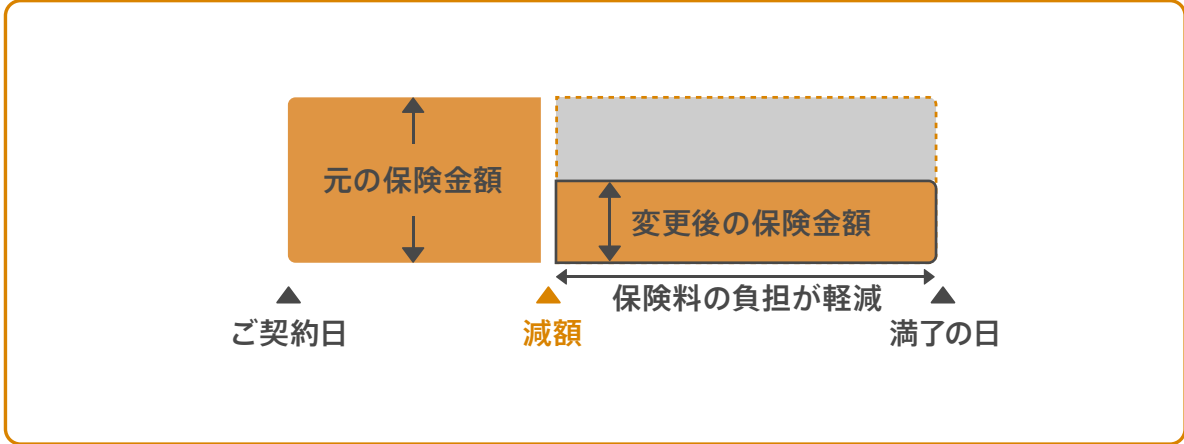 元の保険金額
変更後の保険金額
保険料の負担が軽減
ご契約日
減額
満了の日